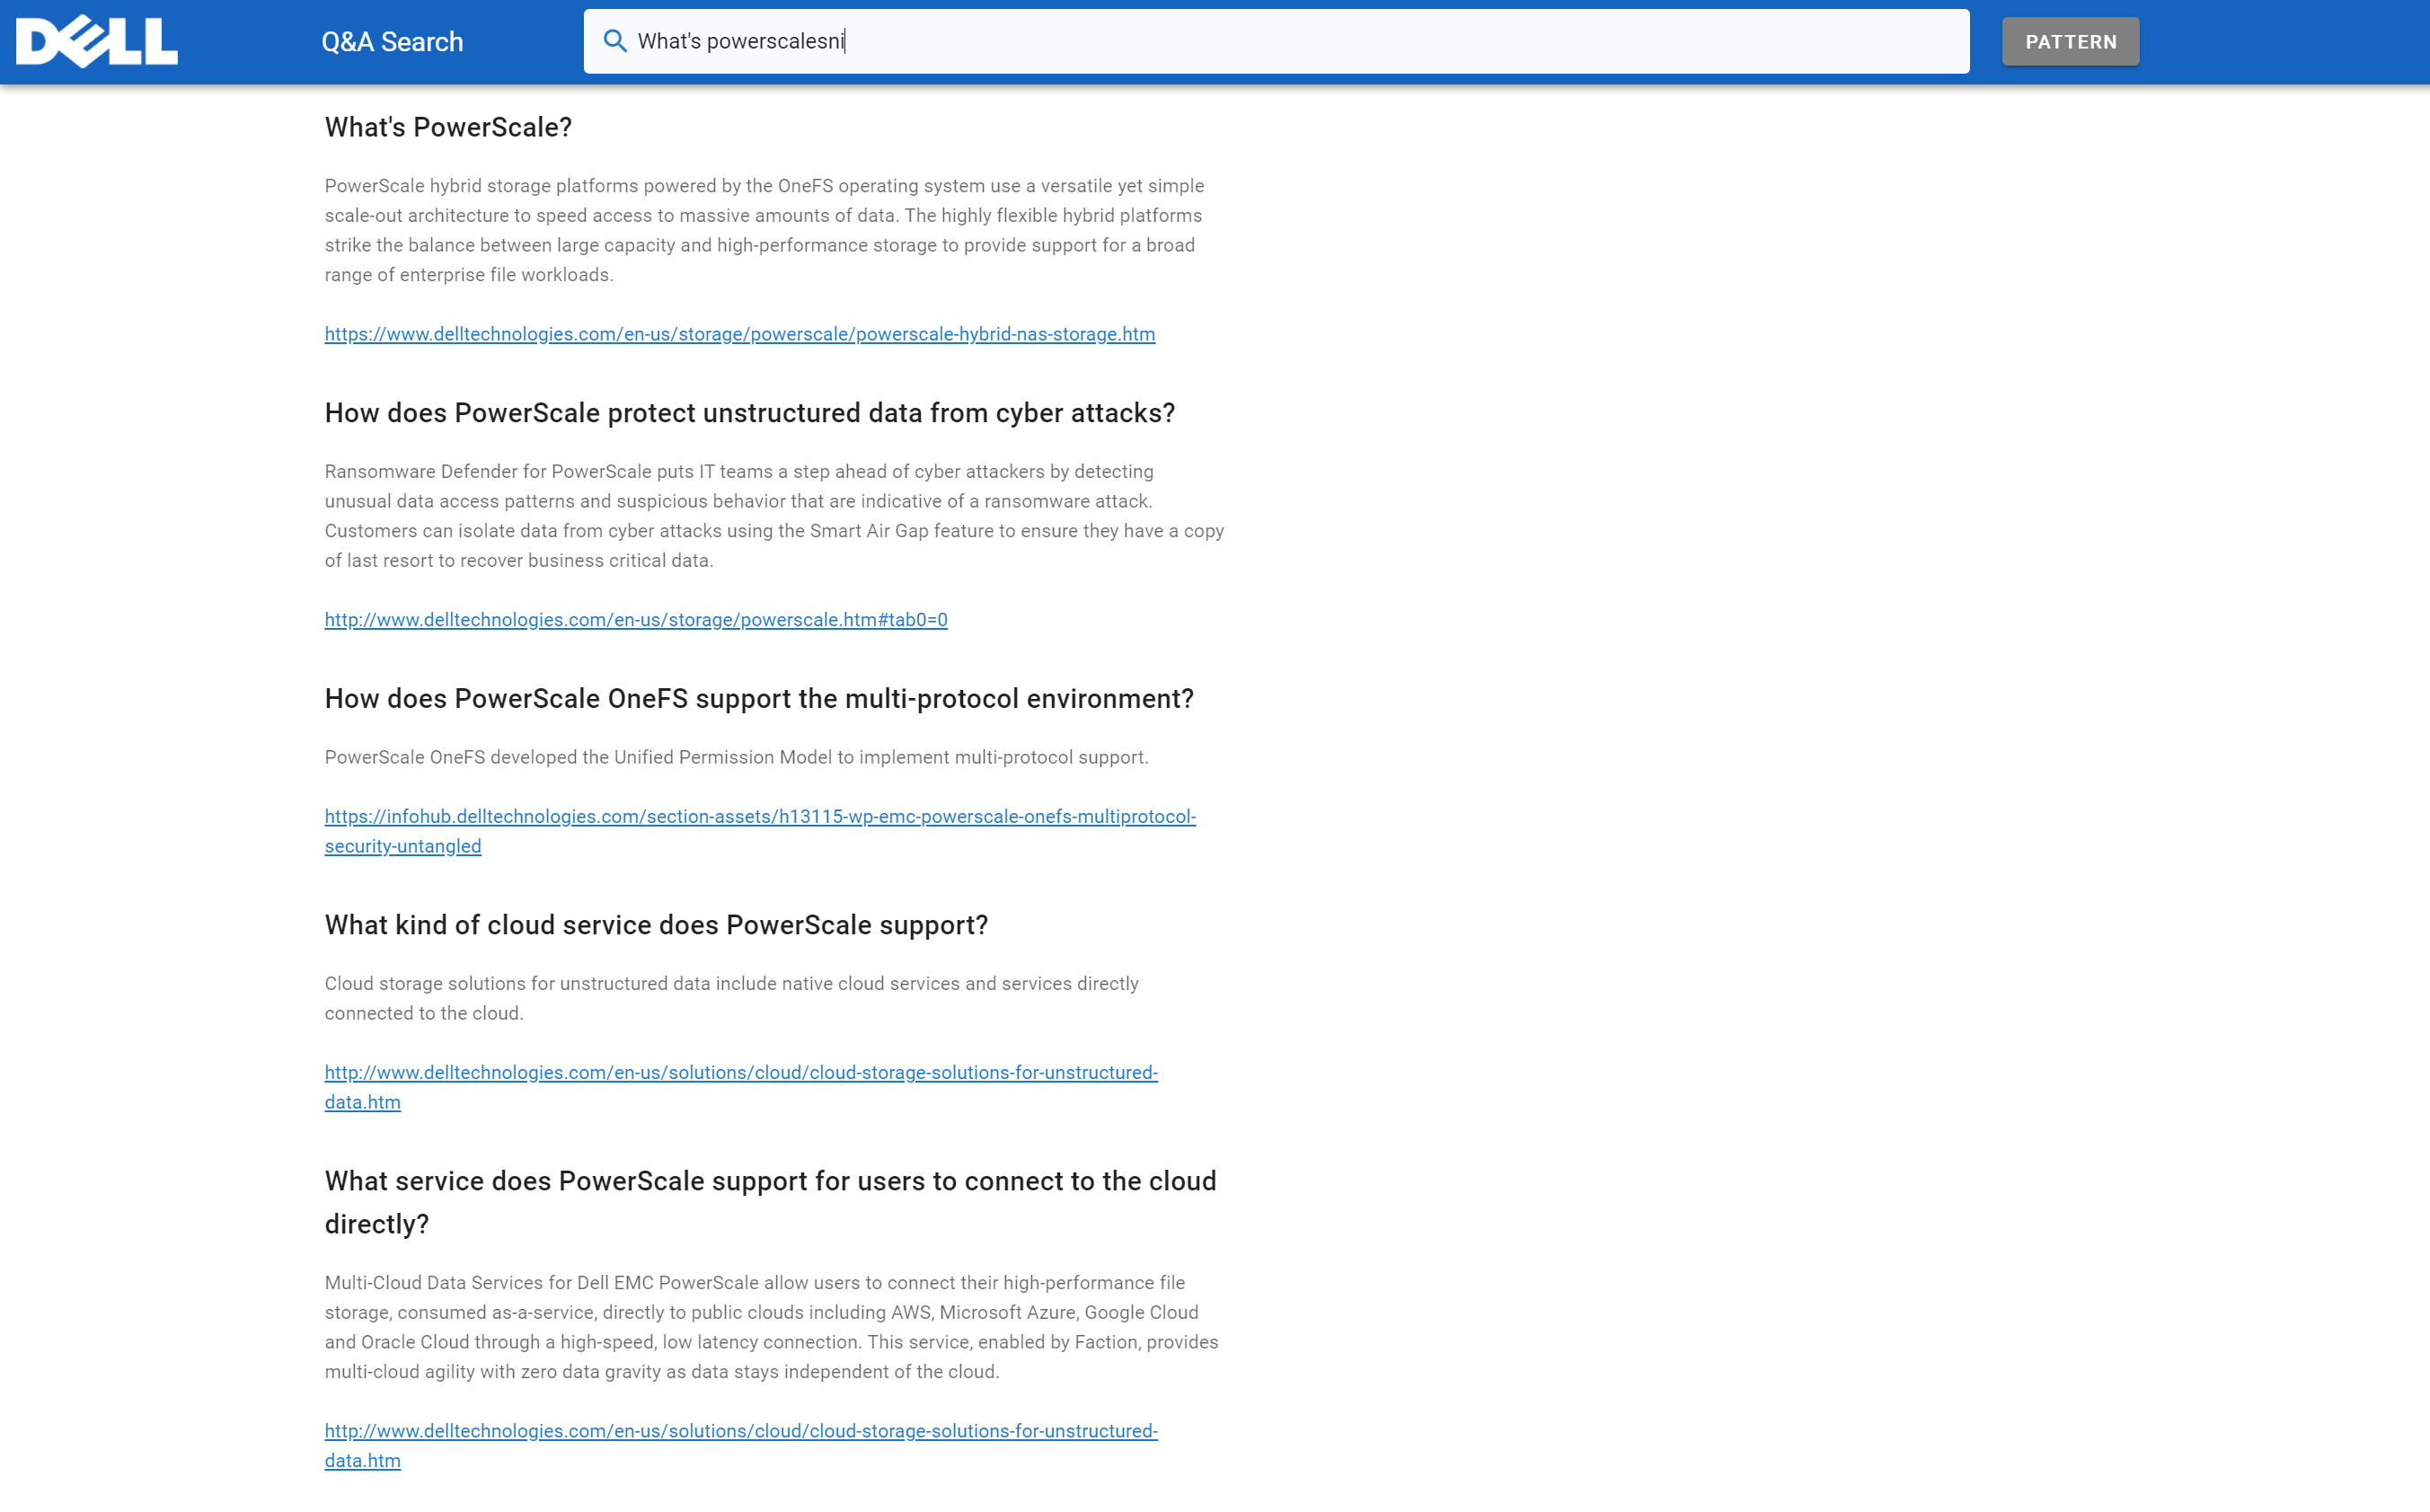 DELL
Q&A Search
What's powerscalesni
PATTERN
What's PowerScale?
PowerScale hybrid storage platforms powered by the OneFS operating system use a versatile yet simple
scale-out architecture to speed access to massive amounts of data. The highly flexible hybrid platforms
strike the balance between large capacity and high-performance storage to provide support for a broad
range of enterprise file workloads.
https://www.delltechnologies.com/en-us/storage/powerscale/powerscale-hybrid-nas-storage.htm
How does PowerScale protect unstructured data from cyber attacks?
Ransomware Defender for PowerScale puts IT teams a step ahead of cyber attackers by detecting
unusual data access patterns and suspicious behavior that are indicative of a ransomware attack.
Customers can isolate data from cyber attacks using the Smart Air Gap feature to ensure they have a copy
of last resort to recover business critical data.
http://www.delltechnologies.com/en-us/storage/powerscale.htm#tab0=0
How does PowerScale OneFS support the multi-protocol environment?
PowerScale OneFS developed the Unified Permission Model to implement multi-protocol support.
https://infohub.delltechnologies.com/section-assets/h13115-wp-emc-powerscale-onefs-multiprotocol-
security-untangled
What kind of cloud service does PowerScale support?
Cloud storage solutions for unstructured data include native cloud services and services directly
connected to the cloud.
http://www.delltechnologies.com/en-us/solutions/cloud/cloud-storage-solutions-for-unstructured-
data.htm
What service does PowerScale support for users to connect to the cloud
directly?
Multi-Cloud Data Services for Dell EMC PowerScale allow users to connect their high-performance file
storage, consumed as-a-service, directly to public clouds including AWS, Microsoft Azure, Google Cloud
and Oracle Cloud through a high-speed, low latency connection. This service, enabled by Faction, provides
multi-cloud agility with zero data gravity as data stays independent of the cloud.
http://www.delltechnologies.com/en-us/solutions/cloud/cloud-storage-solutions-for-unstructured-
data.htm